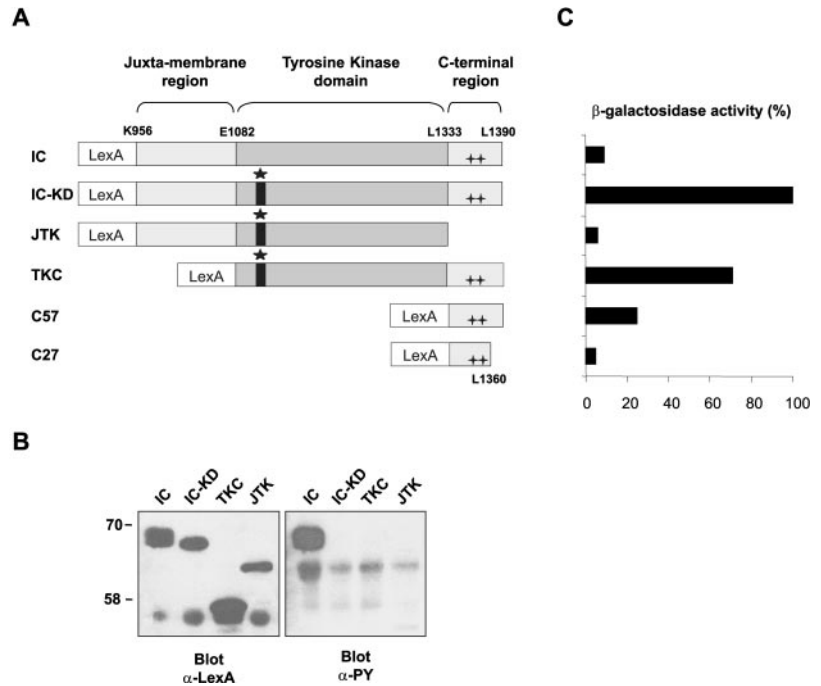 A
C
Juxta-membrane region
Tyrosine Kinase domain
C-terminal region
K956
E1082
L1333
L1390
IC
LexA
IC-KD
LexA
JTK
LexA
TKC
LexA
C57
LexA
C27
LexA
L1360
β-galactosidase activity (%)
0 20 40 60 80 100
B
IC IC-KD TKC JTK
IC IC-KD TKC JTK
70 –
58 –
Blot
α-LexA
Blot
α-PY